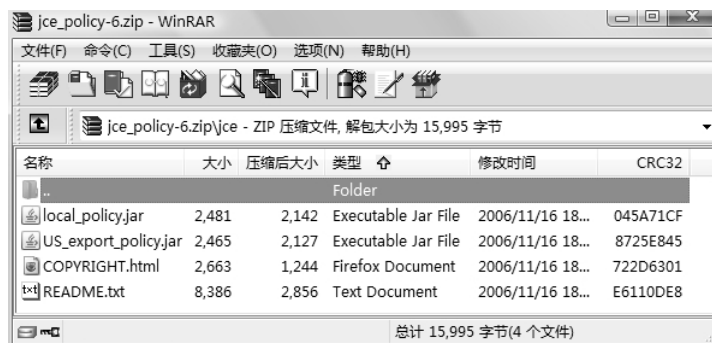 jce_policy-6.zip - WinRAR
文件(F) 命令(C) 工具(S) 收藏夹(O) 选项(N) 帮助(H)
jce_policy-6.zip\jce - ZIP 压缩文件, 解包大小为 15,995 字节
名称 大小 压缩后大小 类型 修改时间 CRC32
.. Folder
local_policy.jar 2,481 2,142 Executable Jar File 2006/11/16 18... 045A71CF
US_export_policy.jar 2,465 2,127 Executable Jar File 2006/11/16 18... 8725E845
COPYRIGHT.html 2,663 1,244 Firefox Document 2006/11/16 18... 722D6301
README.txt 8,386 2,856 Text Document 2006/11/16 18... E6110DE8
总计 15,995 字节(4 个文件)